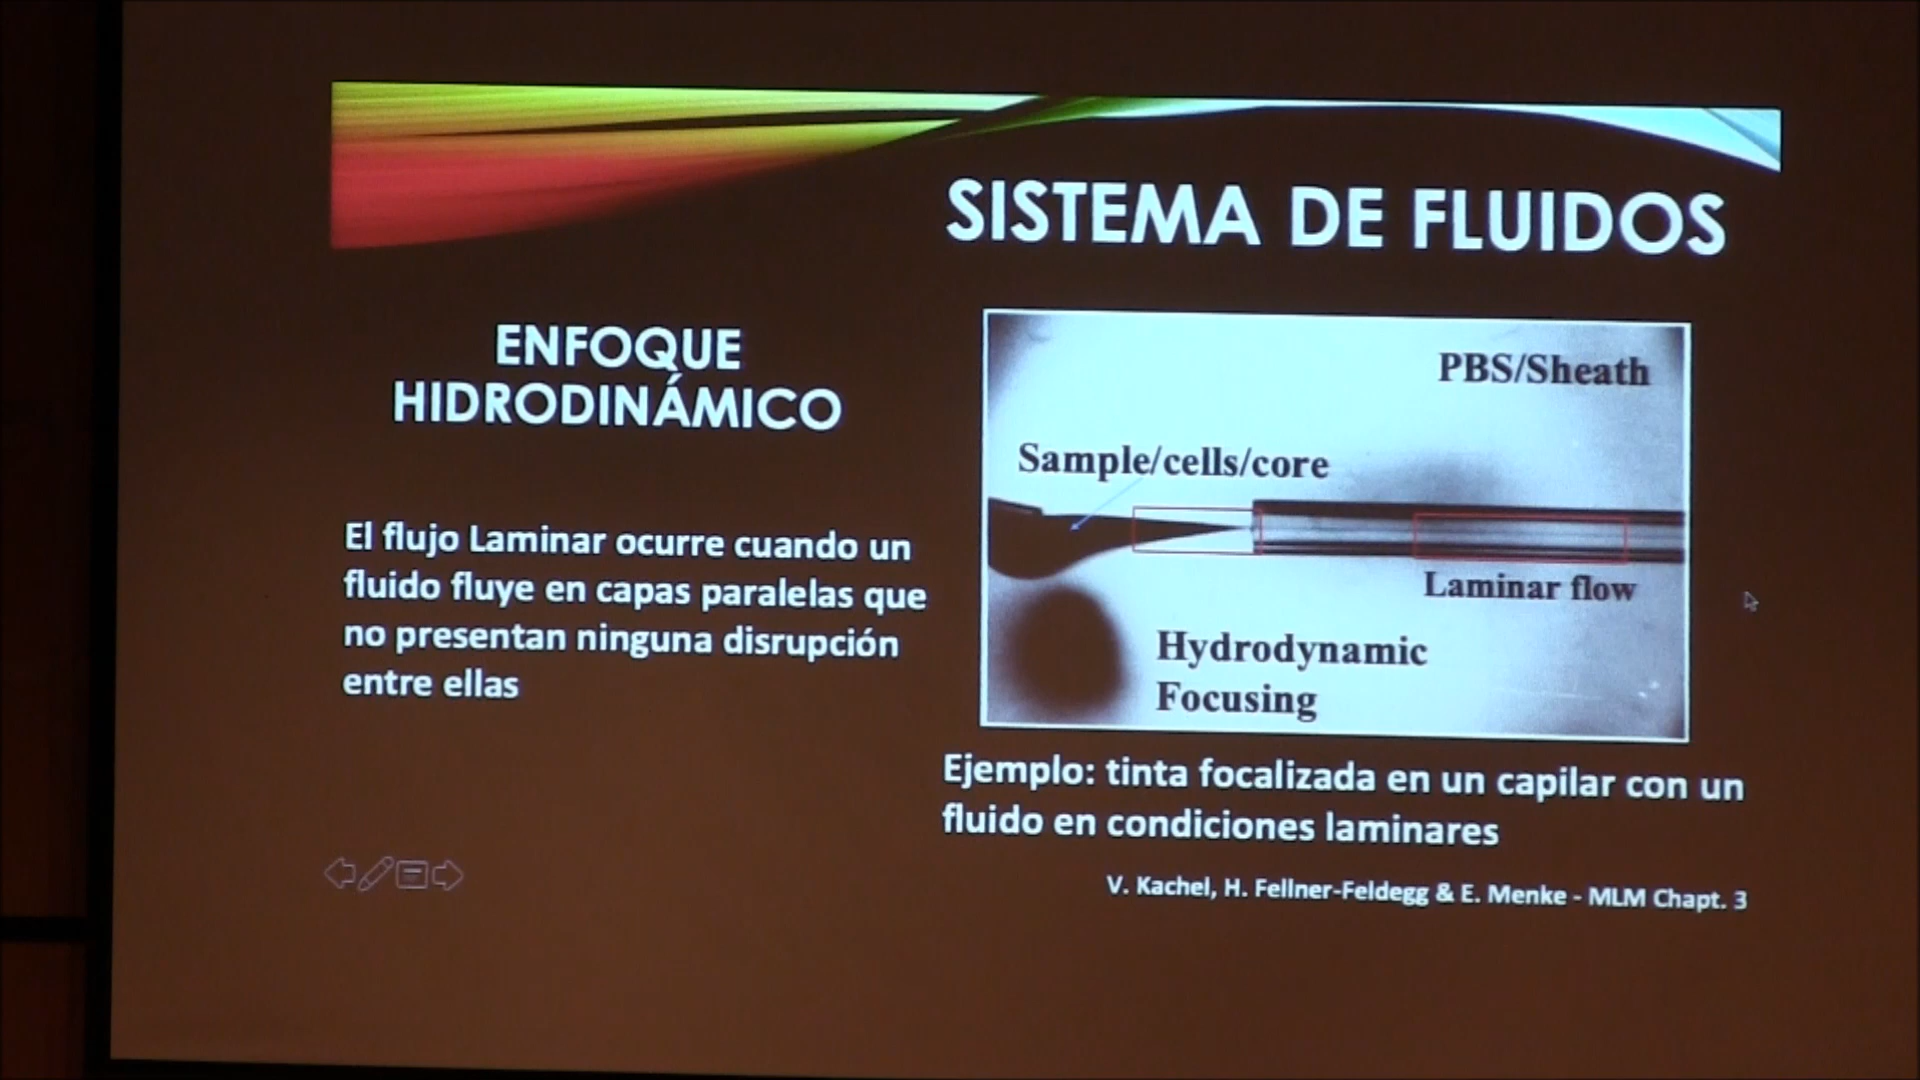 SISTEMA DE FLUIDOS
ENFOQUE
HIDRODINÁMICO
El flujo Laminar ocurre cuando un
fluido fluye en capas paralelas que
no presentan ninguna disrupción
entre ellas
PBS/Sheath
Sample/cells/core
Laminar flow
Hydrodynamic
Focusing
Ejemplo: tinta focalizada en un capilar con un
fluido en condiciones laminares
V. Kachel, H. Fellner-Feldegg & E. Menke - MLM Chapt. 3